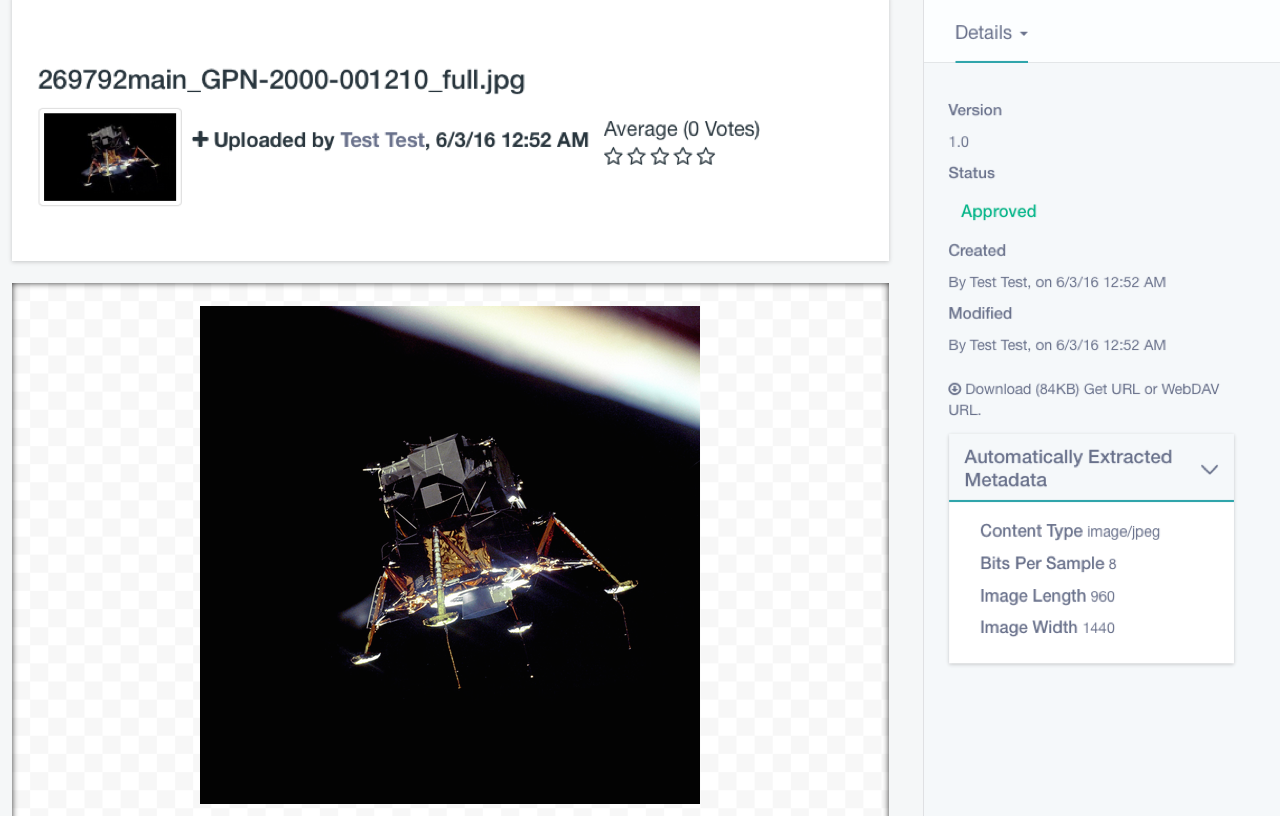 269792main_GPN-2000-001210_full.jpg
Uploaded by Test Test, 6/3/16 12:52 AM
Average (0 Votes)
Details
Version
1.0
Status
Approved
Created
By Test Test, on 6/3/16 12:52 AM
Modified
By Test Test, on 6/3/16 12:52 AM
Download (84KB) Get URL or WebDAV
URL.
Automatically Extracted
Metadata
Content Type image/jpeg
Bits Per Sample 8
Image Length 960
Image Width 1440